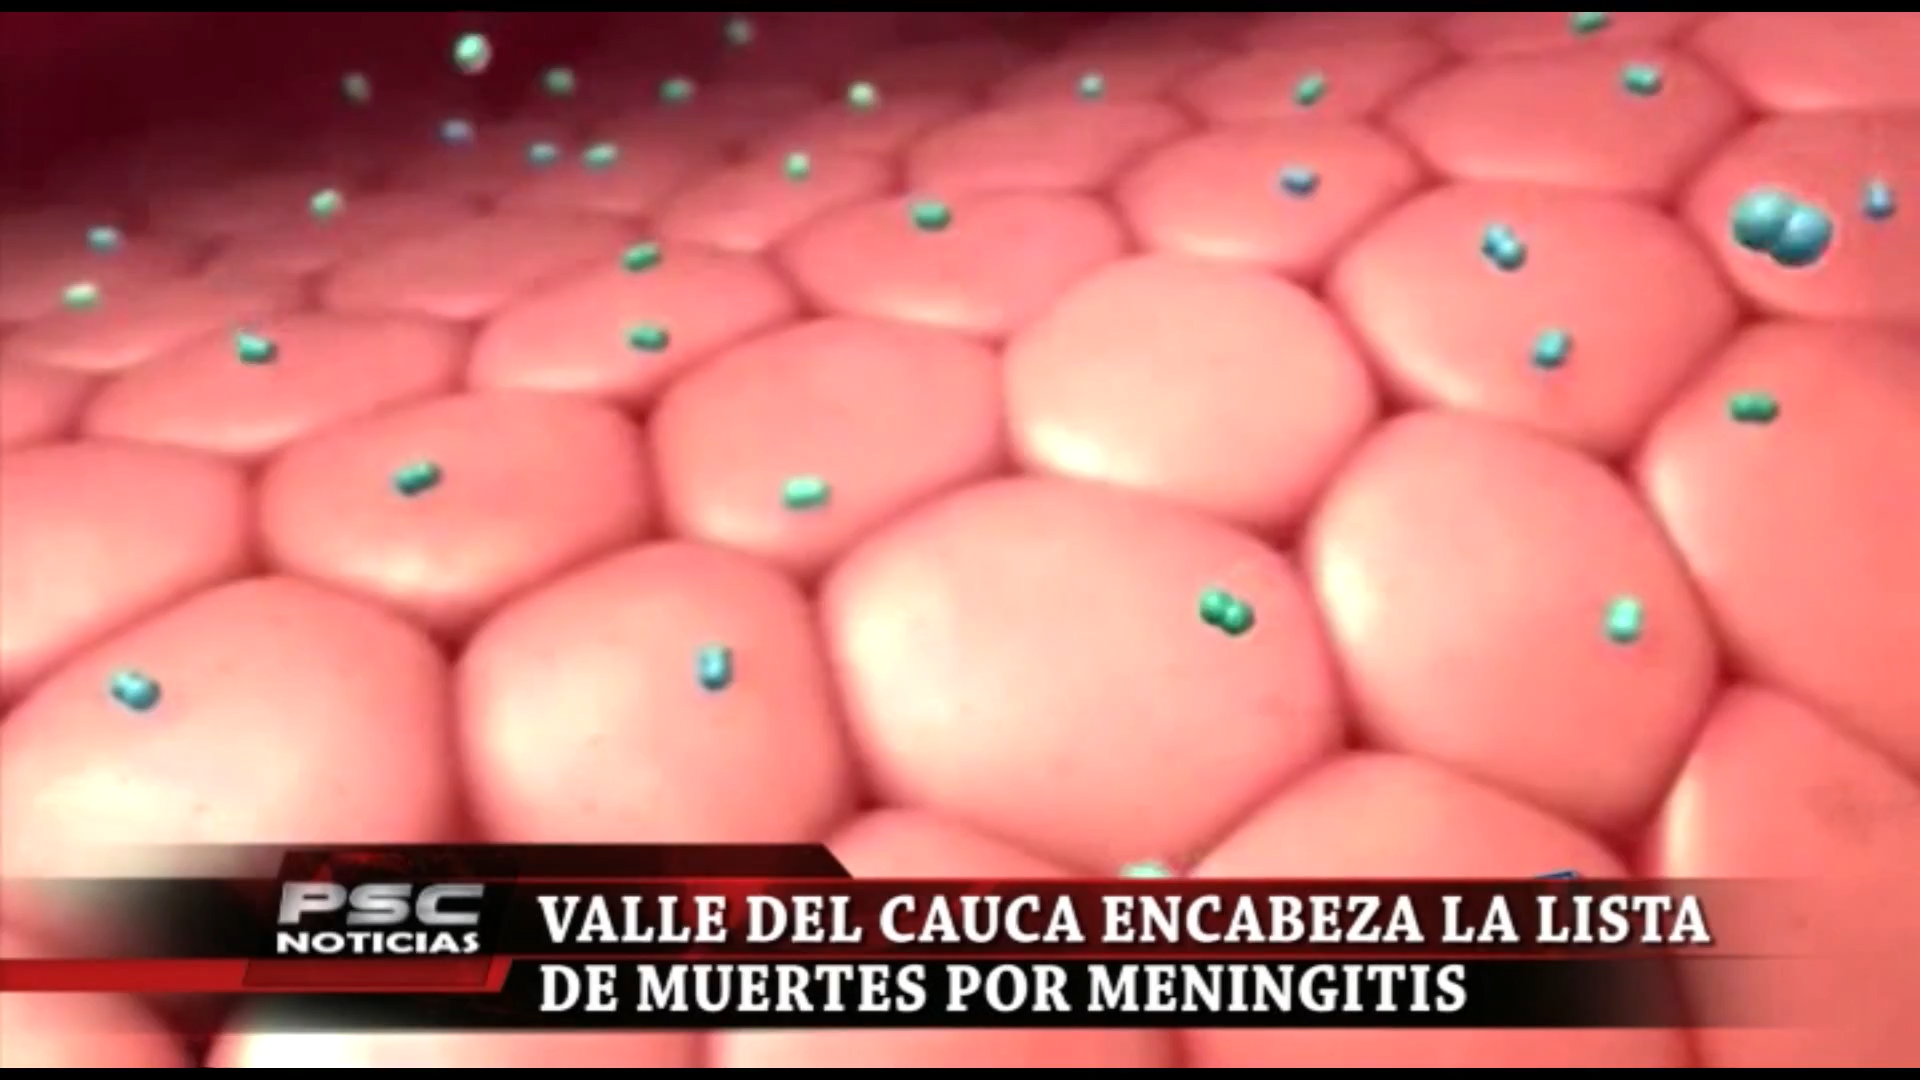 PSC
NOTICIAS
VALLE DEL CAUCA ENCABEZA LA LISTA
DE MUERTES POR MENINGITIS